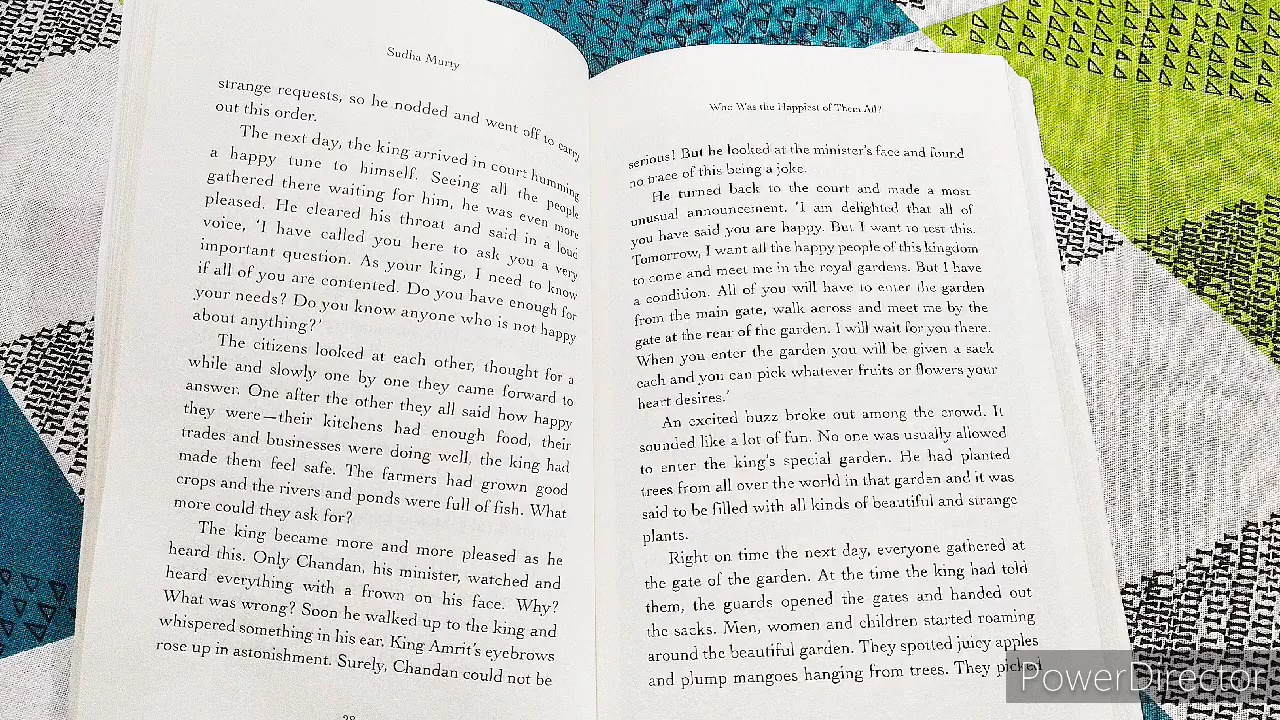 Sudha Murty
strange requests, so he nodded and went off to carry
out this order.
The next day, the king arrived in court humming
a happy tune to himself. Seeing all the people
gathered there waiting for him, he was even more
pleased. He cleared his throat and said in a loud
voice, 'I have called you here to ask you a very
important question. As your king, I need to know
if all of you are contented. Do you have enough for
your needs? Do you know anyone who is not happy
about anything?'
The citizens looked at each other, thought for a
while and slowly one by one they came forward to
answer. One after the other they all said how happy
they were—their kitchens had enough food, their
trades and businesses were doing well, the king had
made them feel safe. The farmers had grown good
crops and the rivers and ponds were full of fish. What
more could they ask for?
The king became more and more pleased as he
heard this. Only Chandan, his minister, watched and
heard everything with a frown on his face. Why?
What was wrong? Soon he walked up to the king and
whispered something in his ear. King Amrit's eyebrows
rose up in astonishment. Surely, Chandan could not be
Who Was the Happiest of Them All?
serious! But he looked at the minister's face and found
no trace of this being a joke.
He turned back to the court and made a most
unusual announcement. 'I am delighted that all of
you have said you are happy. But I want to test this.
Tomorrow, I want all the happy people of this kingdom
to come and meet me in the royal gardens. But I have
a condition. All of you will have to enter the garden
from the main gate, walk across and meet me by the
gate at the rear of the garden. I will wait for you there.
When you enter the garden you will be given a sack
each and you can pick whatever fruits or flowers your
heart desires.'
An excited buzz broke out among the crowd. It
sounded like a lot of fun. No one was usually allowed
to enter the king's special garden. He had planted
trees from all over the world in that garden and it was
said to be filled with all kinds of beautiful and strange
plants.
Right on time the next day, everyone gathered at
the gate of the garden. At the time the king had told
them, the guards opened the gates and handed out
the sacks. Men, women and children started roaming
around the beautiful garden. They spotted juicy apples
and plump mangoes hanging from trees. They picked
PowerDirector